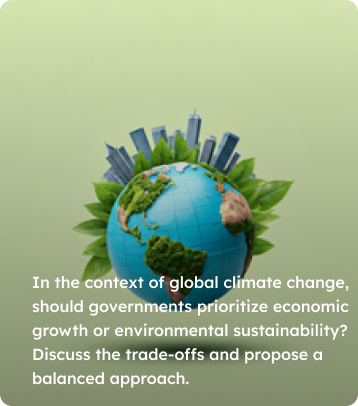 In the context of global climate change,
should governments prioritize economic
growth or environmental sustainability?
Discuss the trade-offs and propose a
balanced approach.